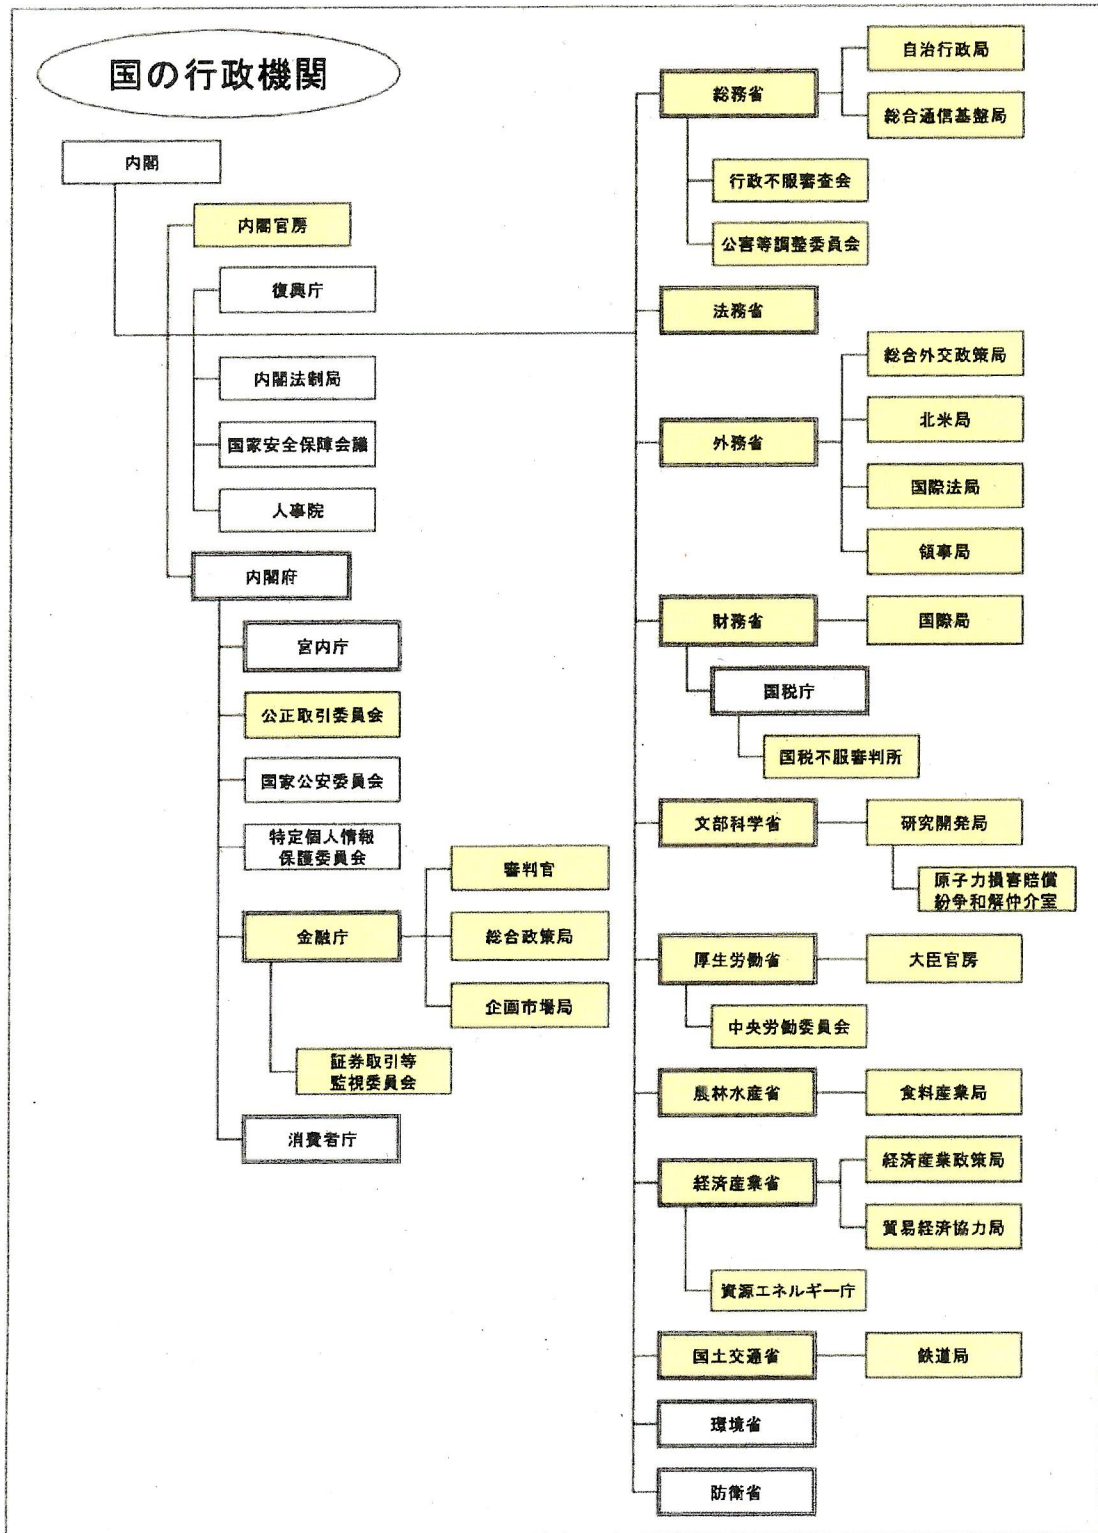 国の行政機関
内閣
内閣官房
復興庁
内閣法制局
国家安全保障会議
人事院
内閣府
宮内庁
公正取引委員会
国家公安委員会
特定個人情報
保護委員会
金融庁
審判官
総合政策局
企画市場局
証券取引等
監視委員会
消費者庁
総務省
自治行政局
総合通信基盤局
行政不服審査会
公害等調整委員会
法務省
外務省
総合外交政策局
北米局
国際法局
領事局
財務省
国際局
国税庁
国税不服審判所
文部科学省
研究開発局
原子力損害賠償
紛争和解仲介室
厚生労働省
大臣官房
中央労働委員会
農林水産省
食料産業局
経済産業省
経済産業政策局
貿易経済協力局
資源エネルギー庁
国土交通省
鉄道局
環境省
防衛省